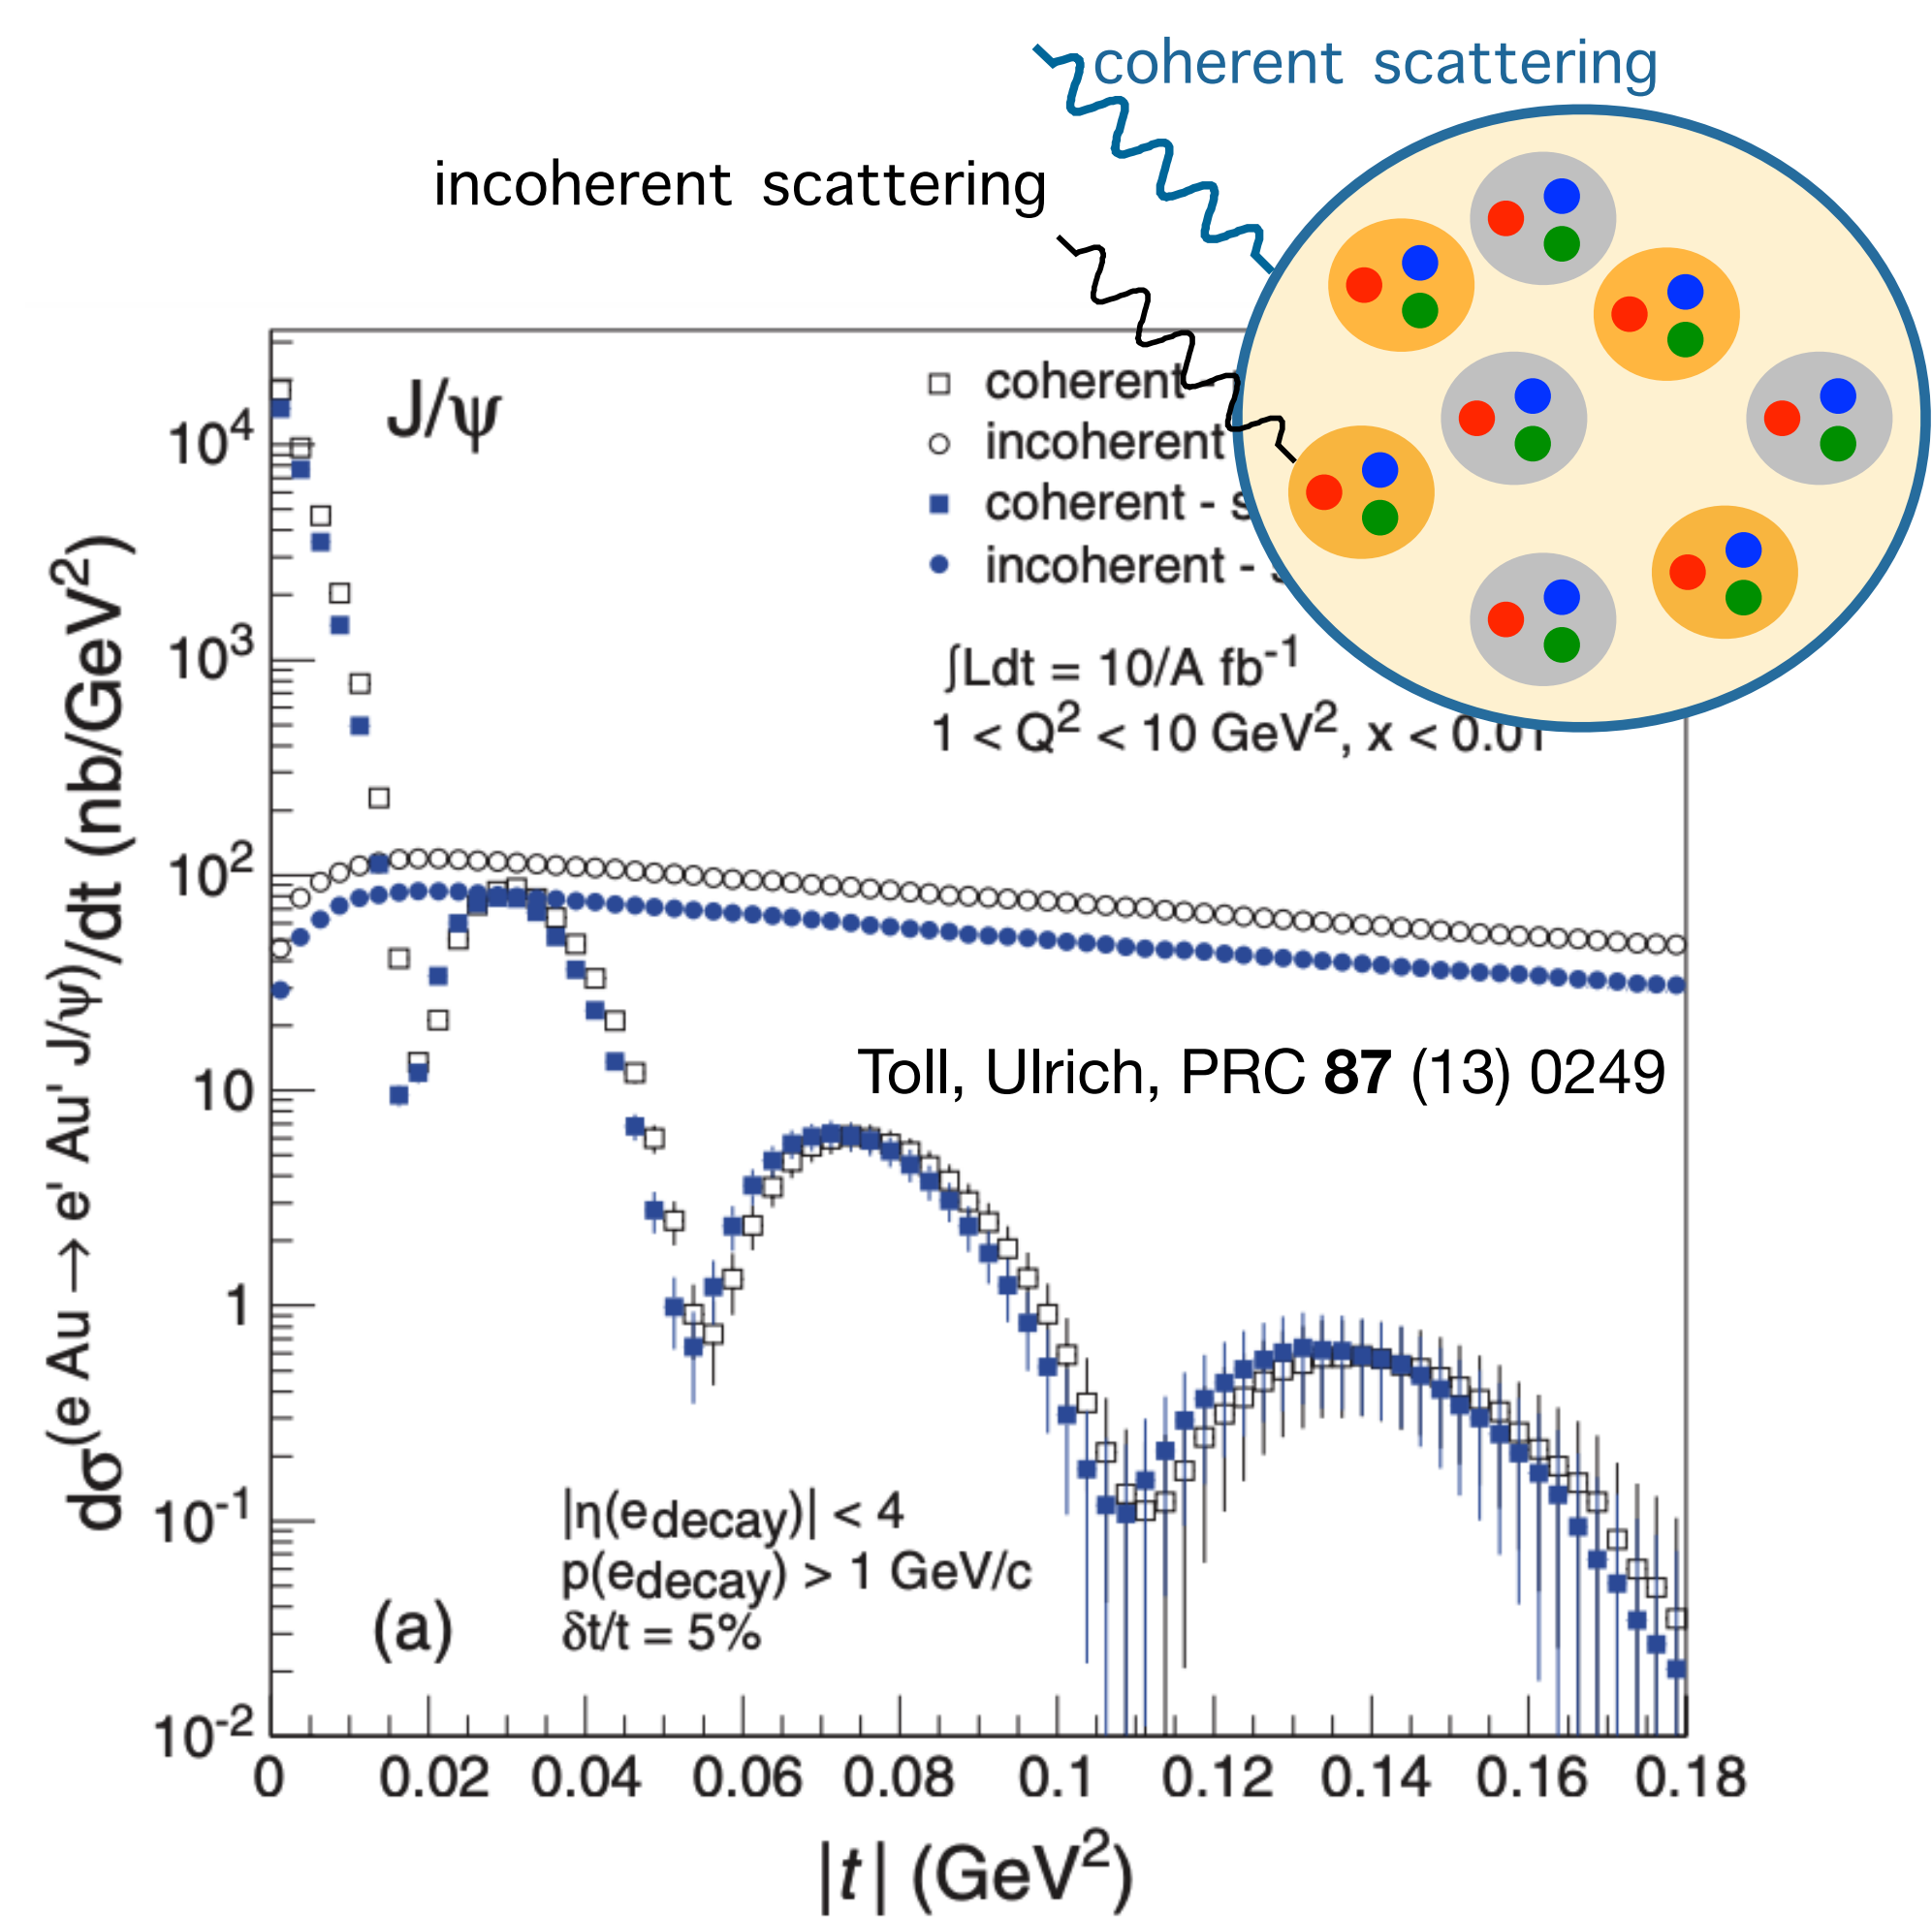 coherent scattering
incoherent scattering
J/ψ
coherent -
incoherent
coherent -
incoherent -
∫Ldt = 10/A fb⁻¹
1 < Q² < 10 GeV², x < 0.01
Toll, Ulrich, PRC 87 (13) 0249
|η(e_decay)| < 4
p(e_decay) > 1 GeV/c
δt/t = 5%
(a)
dσ(e Au → e' Au' J/ψ)/dt (nb/GeV²)
10⁴
10³
10²
10
1
10⁻¹
10⁻²
0 0.02 0.04 0.06 0.08 0.1 0.12 0.14 0.16 0.18
|t| (GeV²)